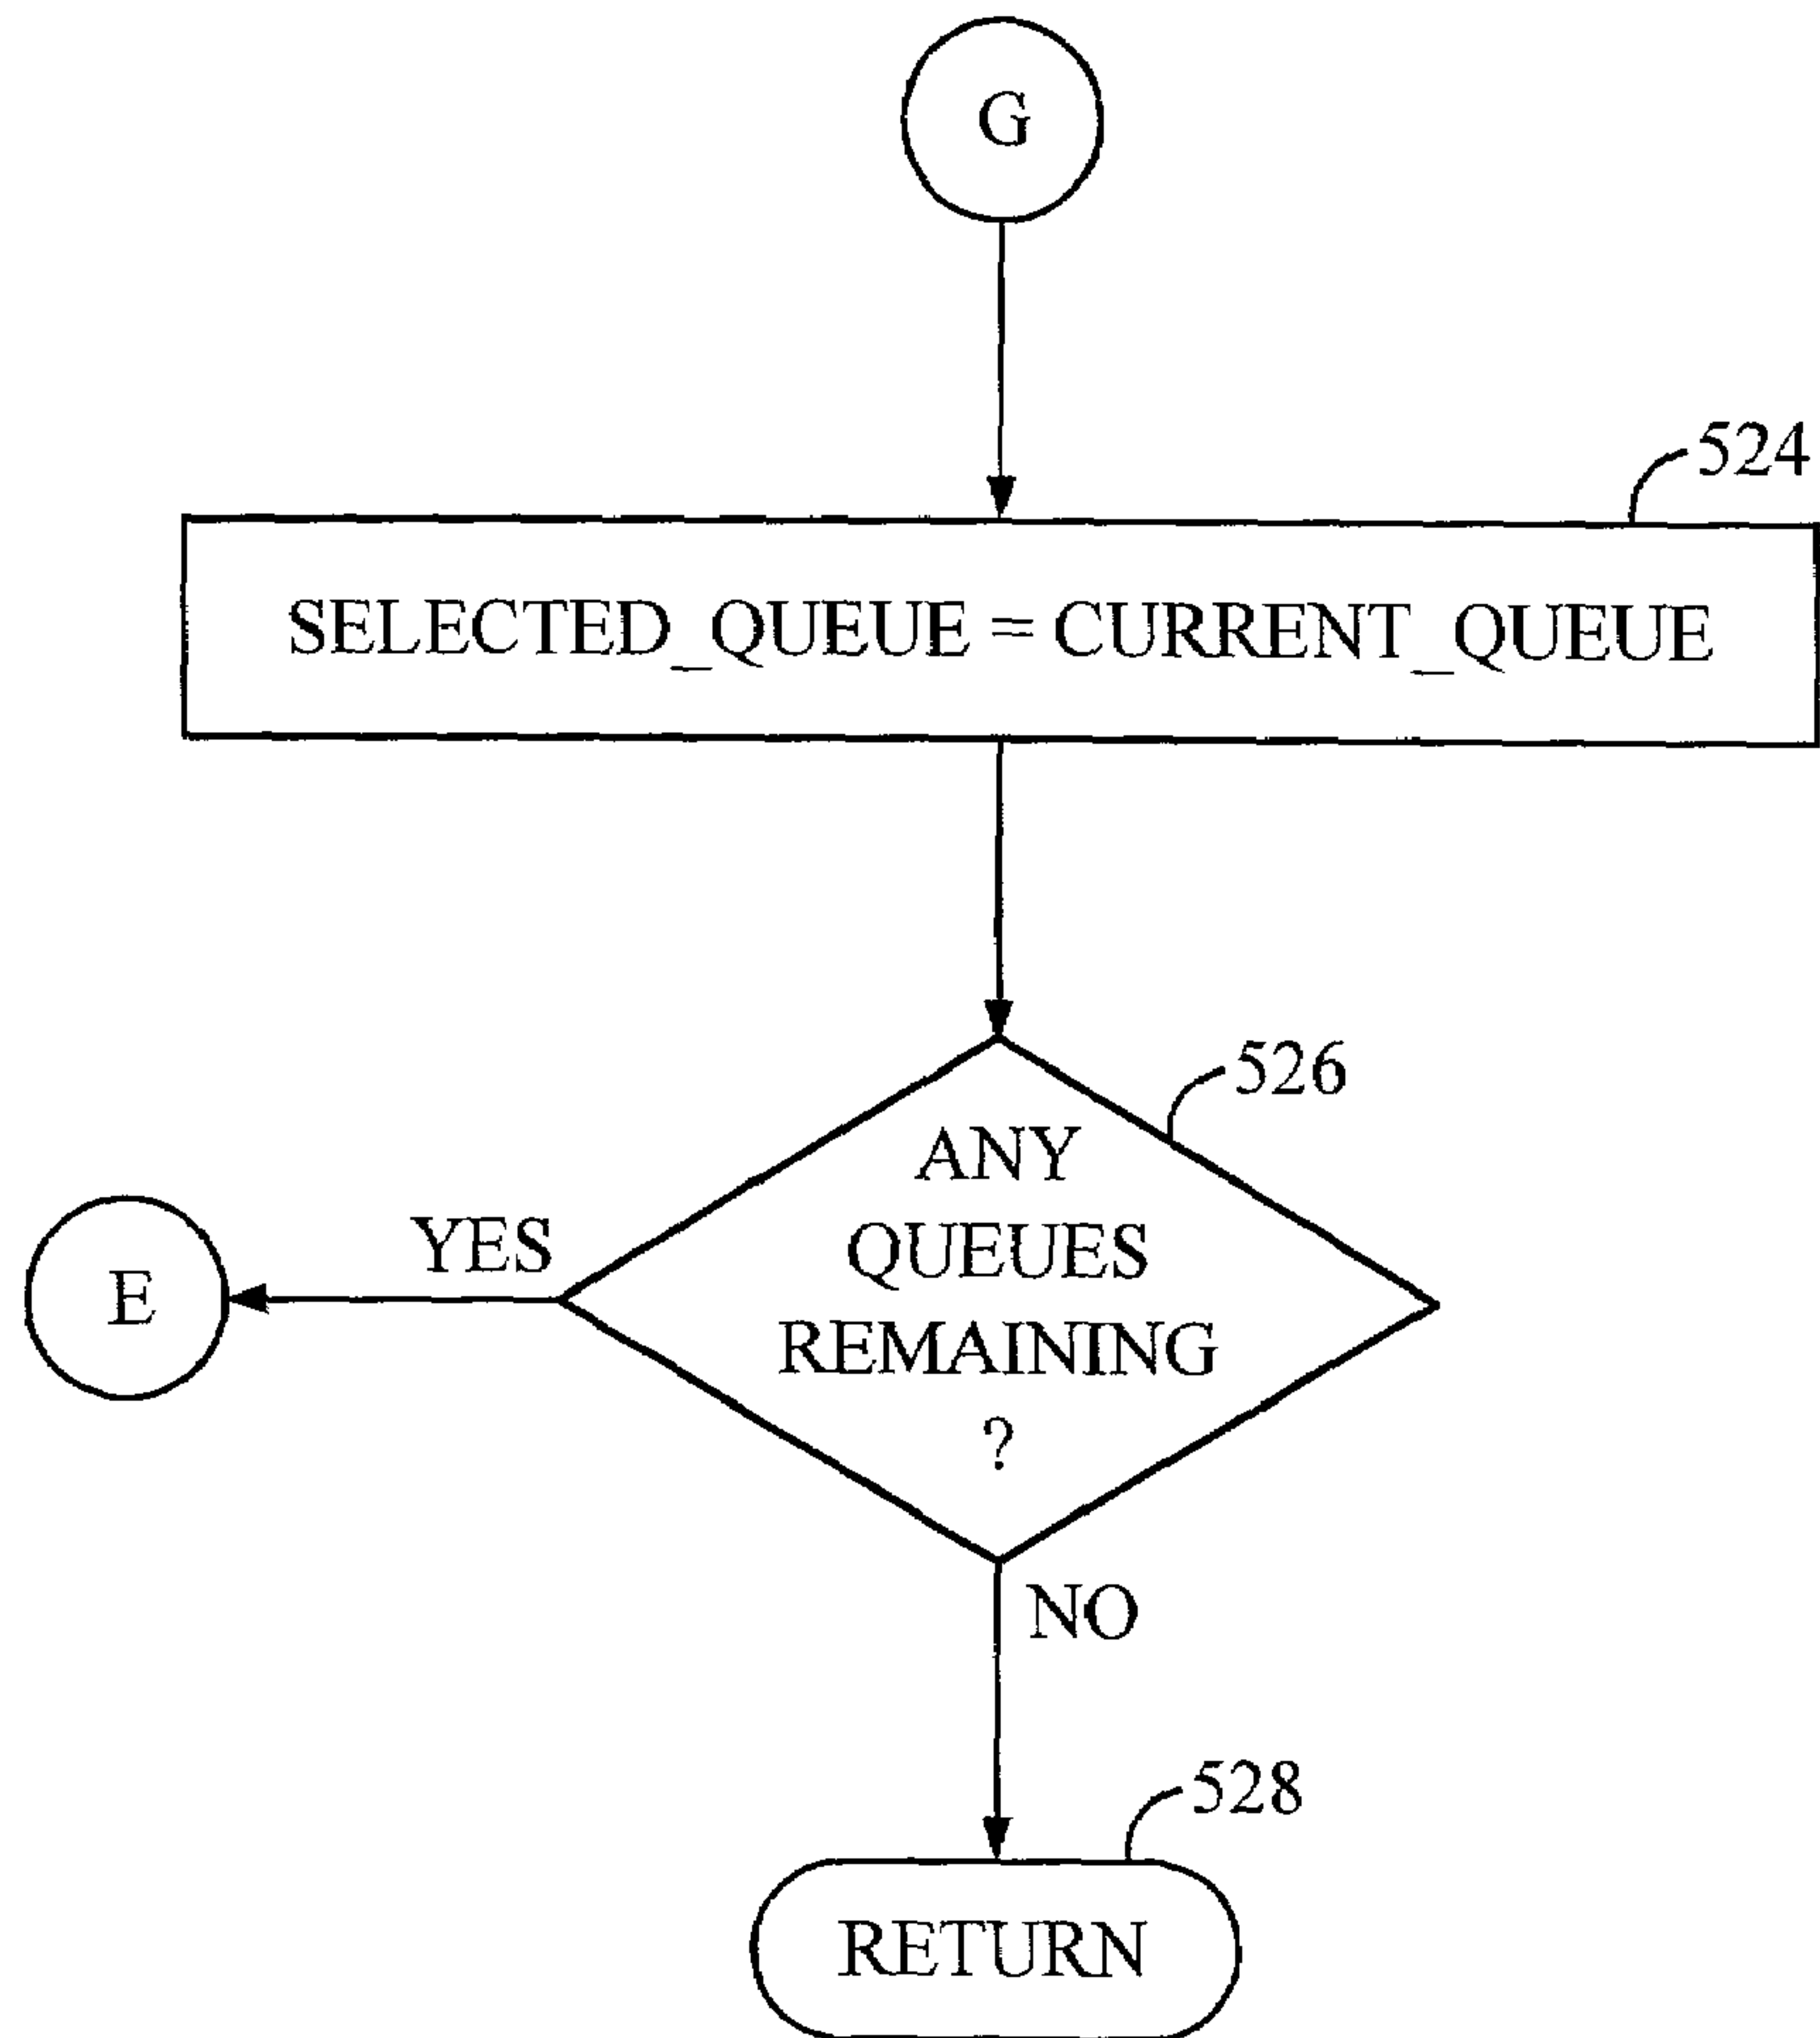 G
524
SELECTED_QUEUE = CURRENT_QUEUE
526
ANY
QUEUES
REMAINING
?
YES
E
NO
528
RETURN